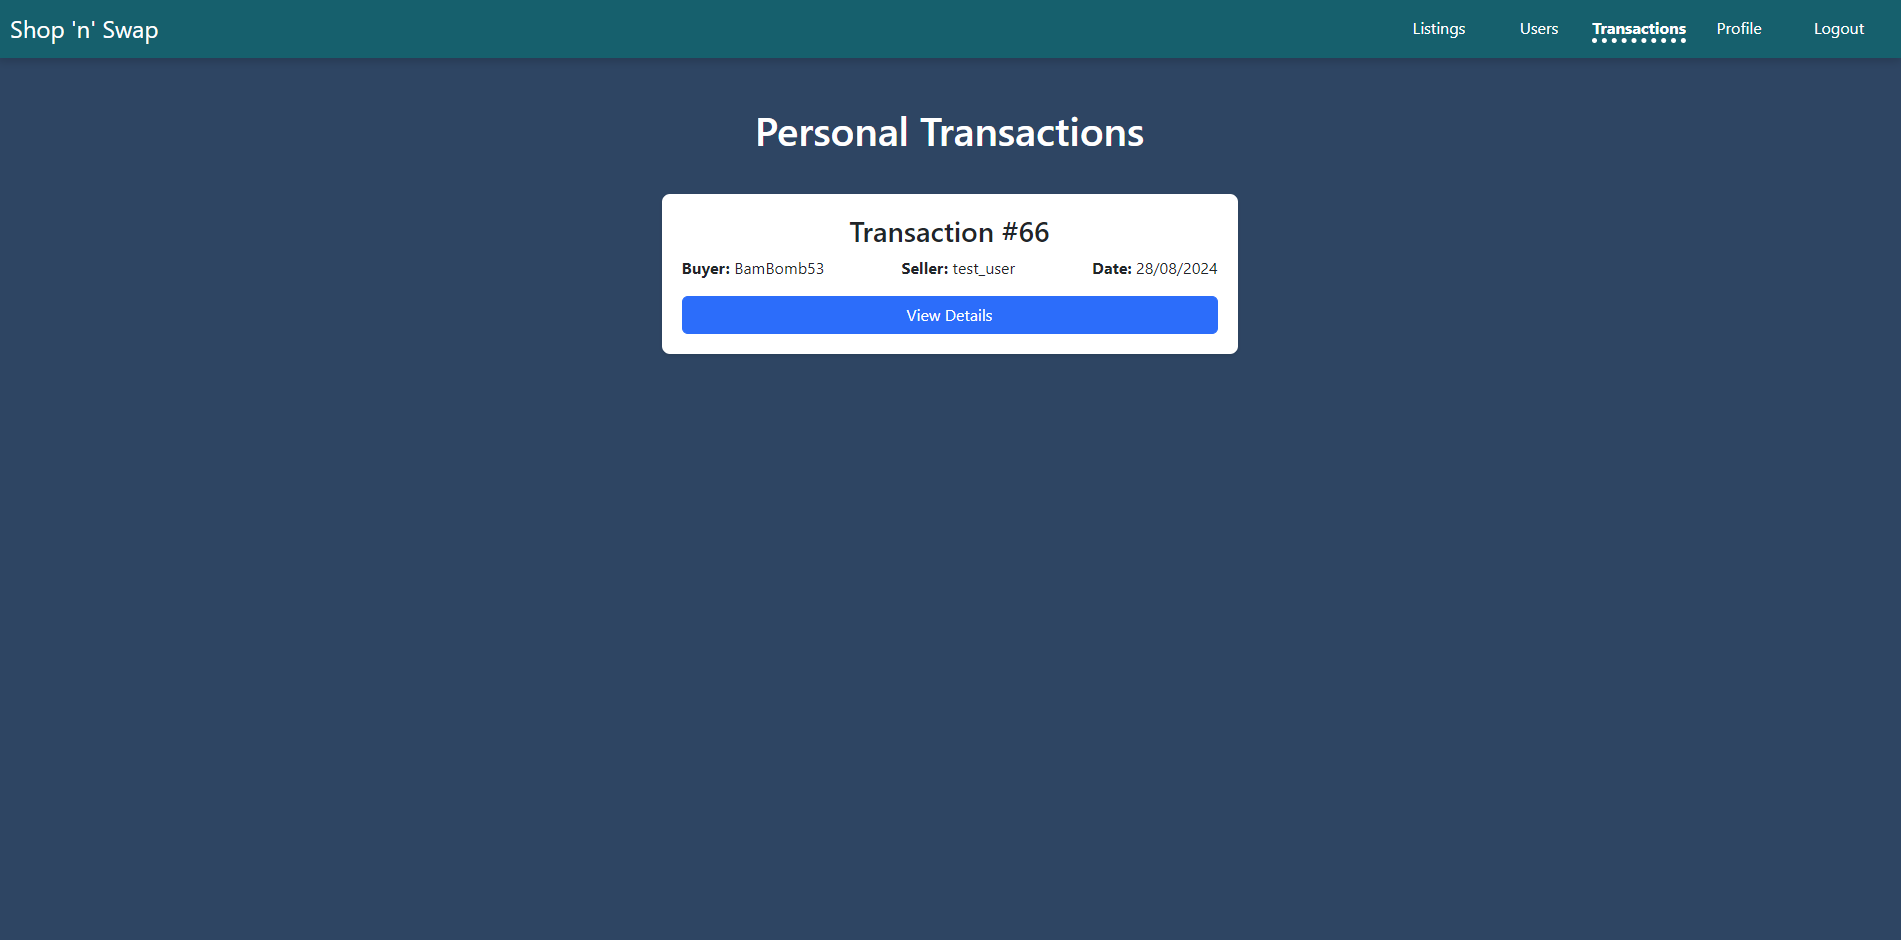 Shop 'n' Swap Listings Users Transactions Profile Logout
Personal Transactions
Transaction #66
Buyer: BamBomb53 Seller: test_user Date: 28/08/2024
View Details